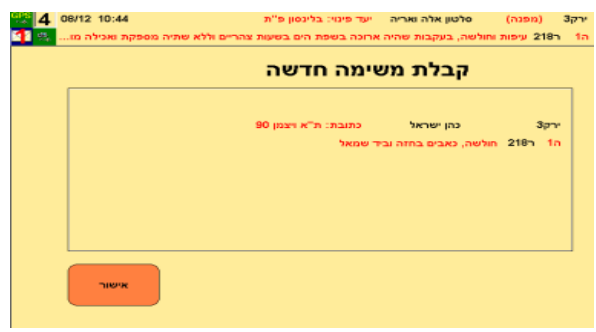 ירק3 (מפנה) סלטון אלה ואריה יעד פינוי: בלינסון פ"ת 08/12 10:44 4 GPS
ה1 ר218 עיפות וחולשה, בעקבות שהיה ארוכה בשפת הים בשעות צהריים וללא שתיה מספקת ואכילה מו... 1
קבלת משימה חדשה
ירק3 כהן ישראל כתובת: ת"א ויצמן 90
ה1 ר218 חולשה, כאבים בחזה וביד שמאל
אישור